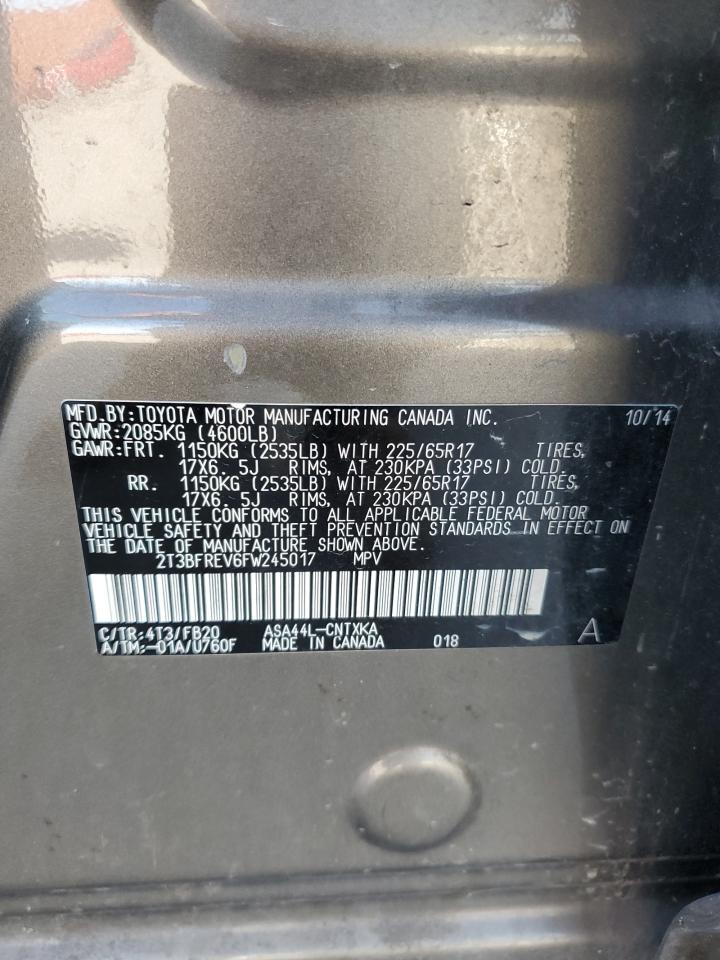 MFD.BY:TOYOTA MOTOR MANUFACTURING CANADA INC. 10/14
GVWR:2085KG (4600LB)
GAWR:FRT. 1150KG (2535LB) WITH 225/65R17 TIRES,
17X6. 5J RIMS, AT 230KPA (33PSI) COLD.
RR. 1150KG (2535LB) WITH 225/65R17 TIRES,
17X6. 5J RIMS, AT 230KPA (33PSI) COLD.
THIS VEHICLE CONFORMS TO ALL APPLICABLE FEDERAL MOTOR
VEHICLE SAFETY AND THEFT PREVENTION STANDARDS IN EFFECT ON
THE DATE OF MANUFACTURE SHOWN ABOVE.
2T3BFREV6FW245017 MPV
C/TR:4T3/FB20 ASA44L-CNTXKA
A/TM:-01A/U760F MADE IN CANADA 018 A